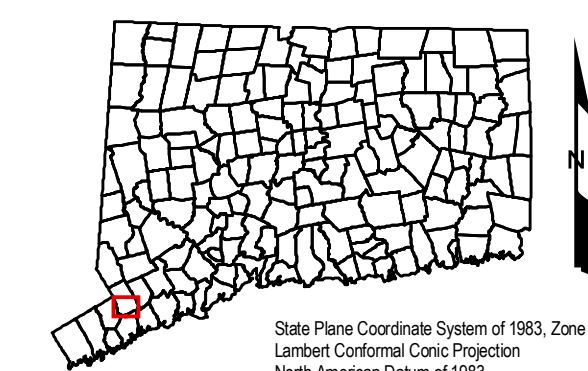 N
State Plane Coordinate System of 1983, Zone
Lambert Conformal Conic Projection
North American Datum of 1983